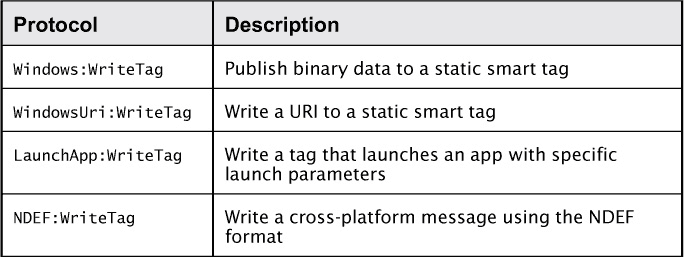 Protocol Description
Windows:WriteTag Publish binary data to a static smart tag
WindowsUri:WriteTag Write a URI to a static smart tag
LaunchApp:WriteTag Write a tag that launches an app with specific
launch parameters
NDEF:WriteTag Write a cross-platform message using the NDEF
format